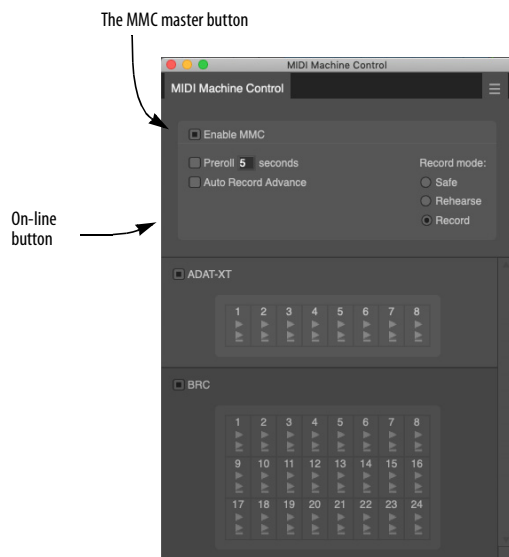 The MMC master button
MIDI Machine Control
MIDI Machine Control
Enable MMC
Preroll 5 seconds
Record mode:
Auto Record Advance
Safe
Rehearse
Record
On-line
button
ADAT-XT
1 2 3 4 5 6 7 8
BRC
1 2 3 4 5 6 7 8
9 10 11 12 13 14 15 16
17 18 19 20 21 22 23 24